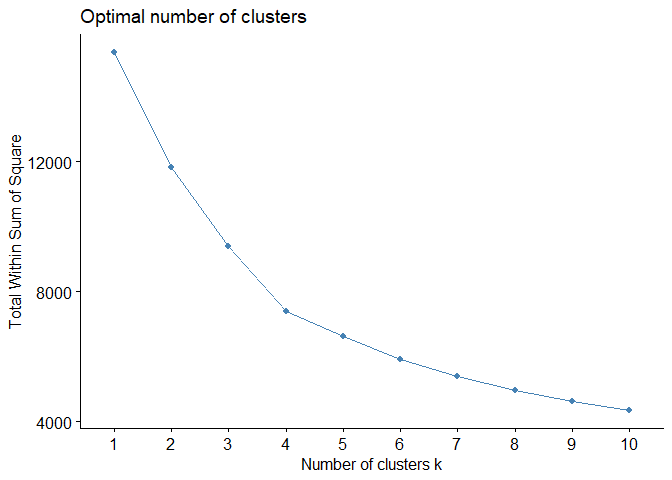 Optimal number of clusters
Total Within Sum of Square
12000
8000
4000
1 2 3 4 5 6 7 8 9 10
Number of clusters k